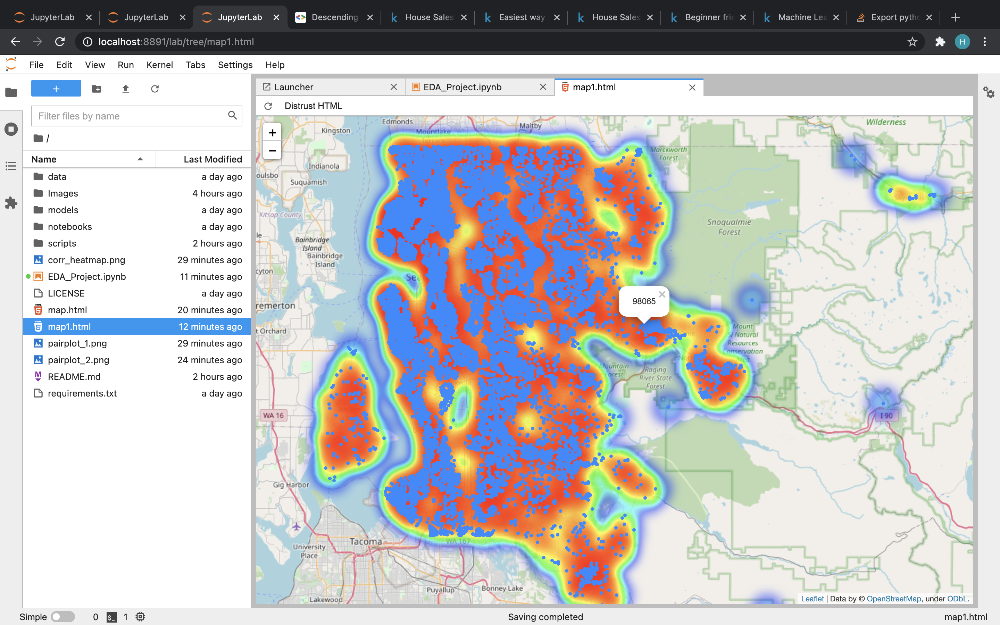 JupyterLab
JupyterLab
JupyterLab
Descending
House Sales
Easiest way
House Sales
Beginner frie
Machine Lea
Export pytho
localhost:8891/lab/tree/map1.html
H
File Edit View Run Kernel Tabs Settings Help
Launcher
EDA_Project.ipynb
map1.html
Distrust HTML
Filter files by name
/
Name Last Modified
data a day ago
Images 4 hours ago
models a day ago
notebooks a day ago
scripts 2 hours ago
corr_heatmap.png 29 minutes ago
EDA_Project.ipynb 11 minutes ago
LICENSE a day ago
map.html 20 minutes ago
map1.html 12 minutes ago
pairplot_1.png 29 minutes ago
pairplot_2.png 24 minutes ago
README.md 2 hours ago
requirements.txt a day ago
+
−
Edmonds
Kingston
Mountlake
Terrace
Maltby
Wilderness
Marckworth
Forest
Indianola
oulsbo
Suquamish
Kitsap County
Snoqualmie
Forest
Bainbridge
Island
Bainbridge
Island
cyton
Sea
98065
remerton
t Orchard
Mount
Si Natural
Resources
Conservation
Area
Mountain
Forest
Raging
River State
Forest
WA 16
I 90
Gig Harbor
Tacoma
WA 167
University
Place
Puyallup
Bonney Lake
Lakewood
Leaflet | Data by © OpenStreetMap, under ODbL.
Simple 0 $_ 1
Saving completed
map1.html